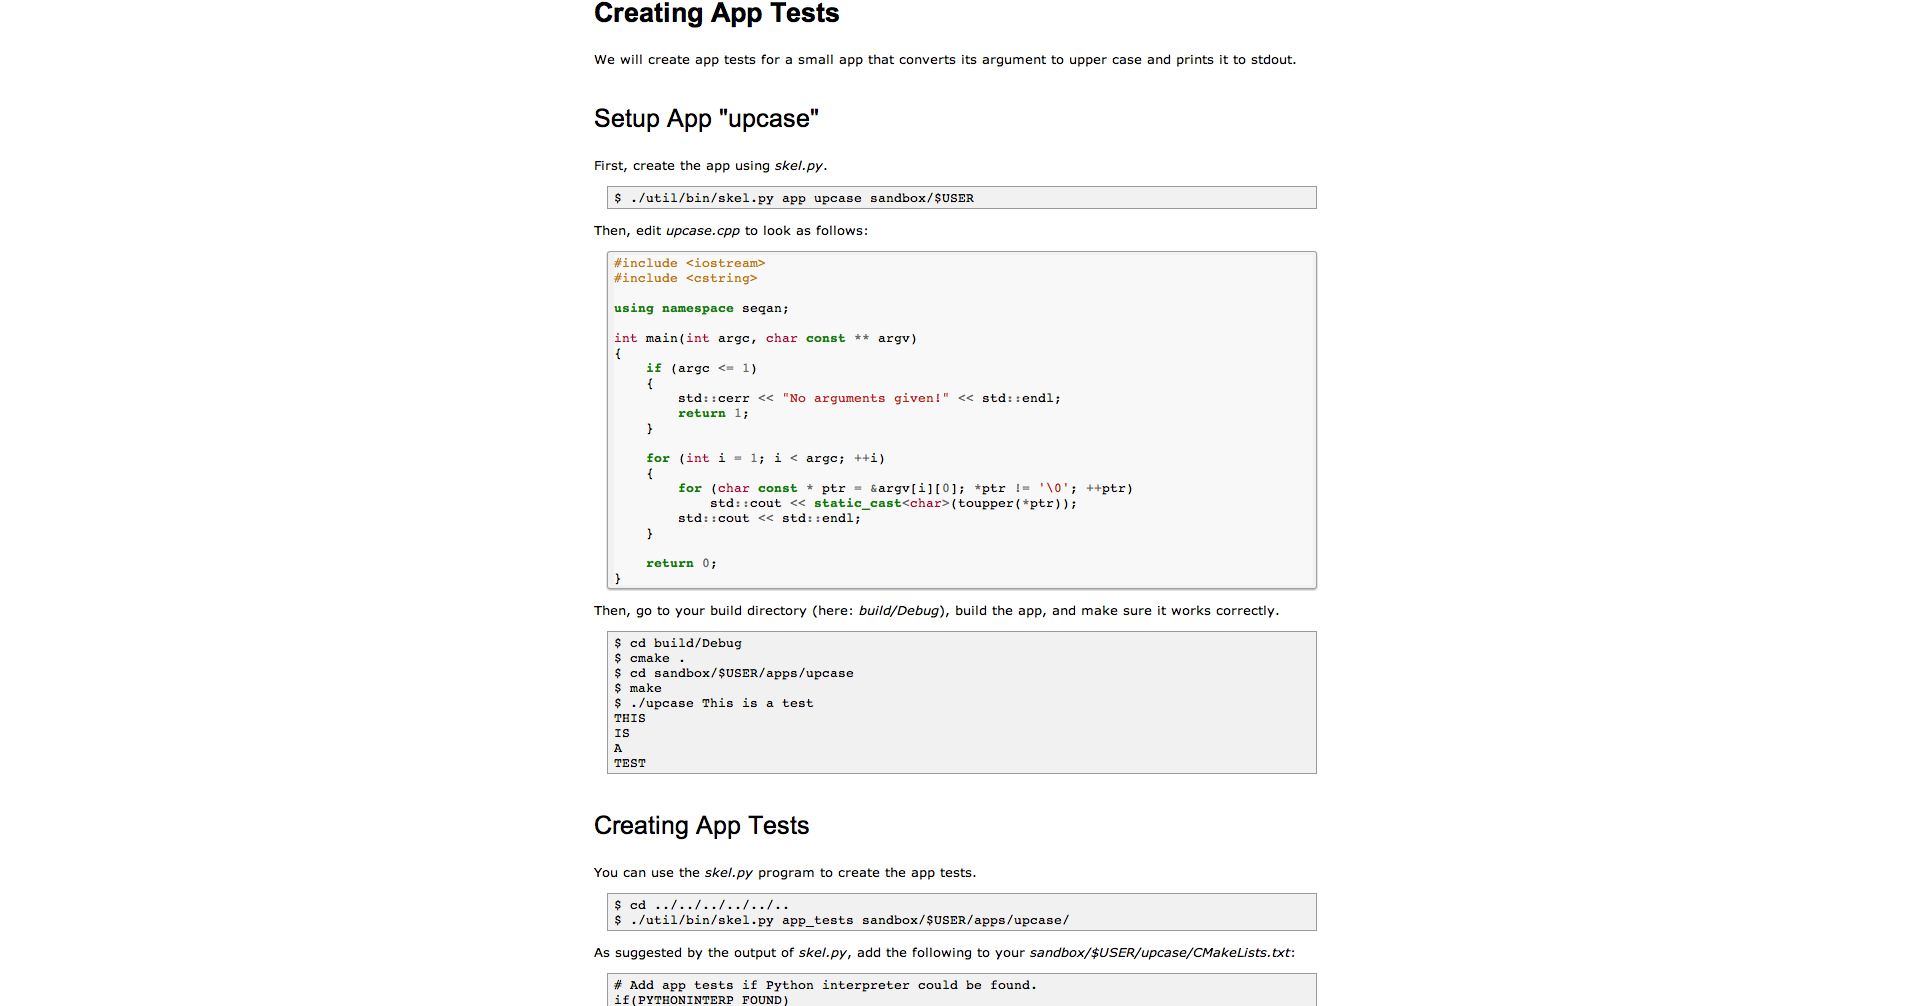 Creating App Tests
We will create app tests for a small app that converts its argument to upper case and prints it to stdout.
Setup App "upcase"
First, create the app using skel.py.
$ ./util/bin/skel.py app upcase sandbox/$USER
Then, edit upcase.cpp to look as follows:
#include <iostream>
#include <cstring>
using namespace seqan;
int main(int argc, char const ** argv)
{
    if (argc <= 1)
    {
        std::cerr << "No arguments given!" << std::endl;
        return 1;
    }
    for (int i = 1; i < argc; ++i)
    {
        for (char const * ptr = &argv[i][0]; *ptr != '\0'; ++ptr)
            std::cout << static_cast<char>(toupper(*ptr));
        std::cout << std::endl;
    }
    return 0;
}
Then, go to your build directory (here: build/Debug), build the app, and make sure it works correctly.
$ cd build/Debug
$ cmake .
$ cd sandbox/$USER/apps/upcase
$ make
$ ./upcase This is a test
THIS
IS
A
TEST
Creating App Tests
You can use the skel.py program to create the app tests.
$ cd ../../../../../..
$ ./util/bin/skel.py app_tests sandbox/$USER/apps/upcase/
As suggested by the output of skel.py, add the following to your sandbox/$USER/upcase/CMakeLists.txt:
# Add app tests if Python interpreter could be found.
if(PYTHONINTERP_FOUND)